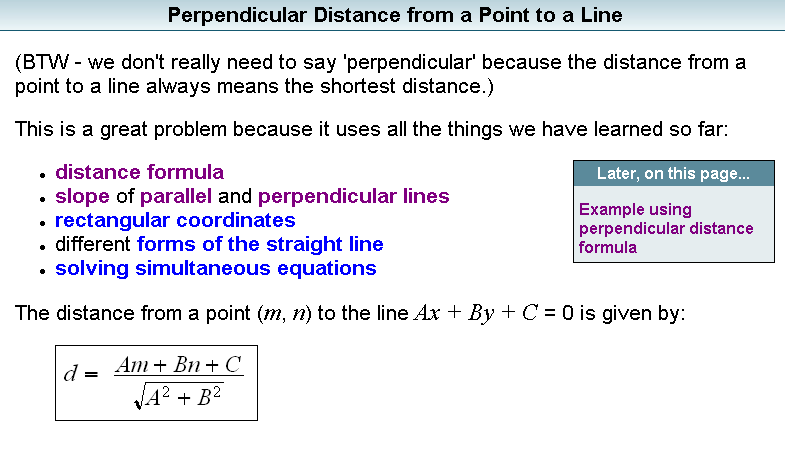 Perpendicular Distance from a Point to a Line
(BTW - we don't really need to say 'perpendicular' because the distance from a
point to a line always means the shortest distance.)
This is a great problem because it uses all the things we have learned so far:
• distance formula
• slope of parallel and perpendicular lines
• rectangular coordinates
• different forms of the straight line
• solving simultaneous equations
Later, on this page...
Example using
perpendicular distance
formula
The distance from a point (m, n) to the line Ax + By + C = 0 is given by:
d = Am + Bn + C
√A² + B²